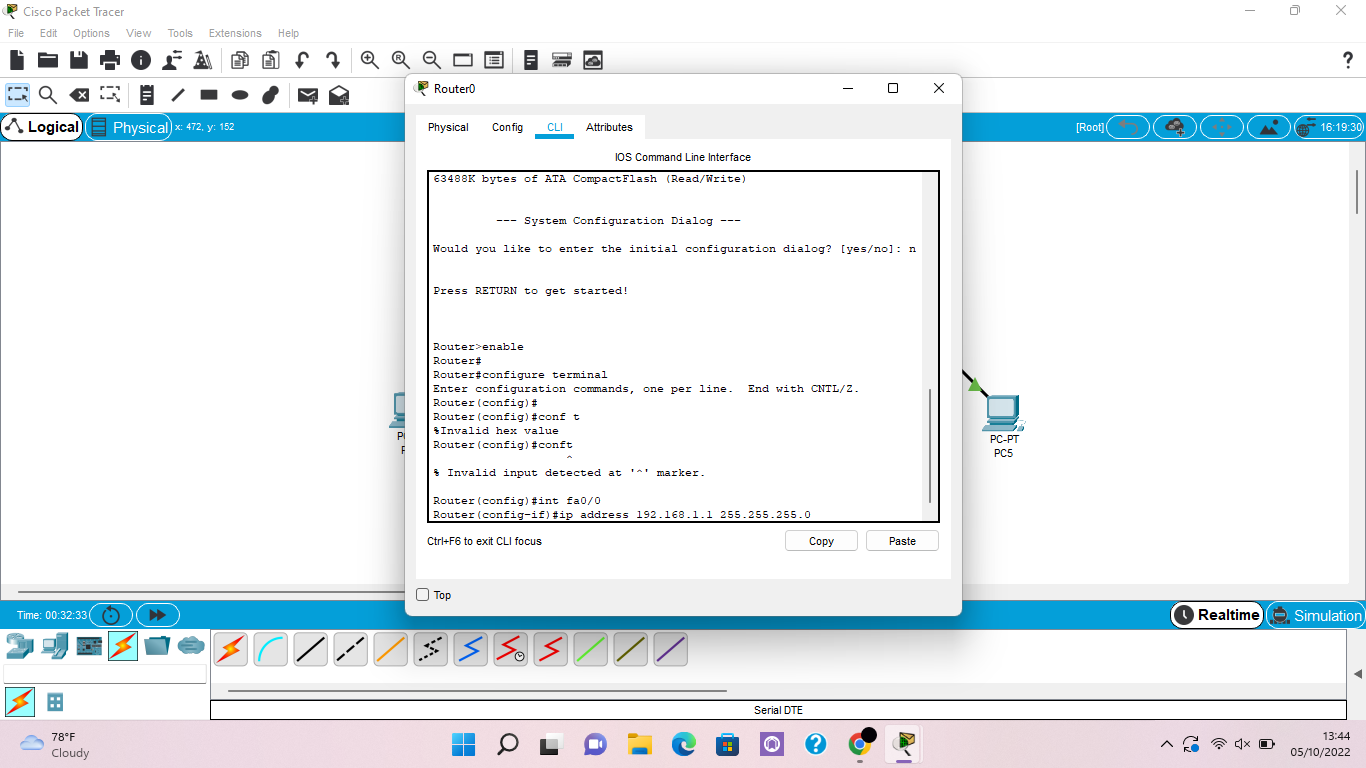 Cisco Packet Tracer
File Edit Options View Tools Extensions Help
Router0
Logical
Physical
x: 472, y: 152
[Root]
16:19:30
Physical Config CLI Attributes
IOS Command Line Interface
63488K bytes of ATA CompactFlash (Read/Write)
--- System Configuration Dialog ---
Would you like to enter the initial configuration dialog? [yes/no]: n
Press RETURN to get started!
Router>enable
Router#
Router#configure terminal
Enter configuration commands, one per line.  End with CNTL/Z.
Router(config)#
Router(config)#conf t
%Invalid hex value
Router(config)#conft
^
% Invalid input detected at '^' marker.
Router(config)#int fa0/0
Router(config-if)#ip address 192.168.1.1 255.255.255.0
Ctrl+F6 to exit CLI focus
Copy
Paste
Top
PC-PT
PC5
Time: 00:32:33
Realtime
Simulation
Serial DTE
78°F
Cloudy
13:44
05/10/2022